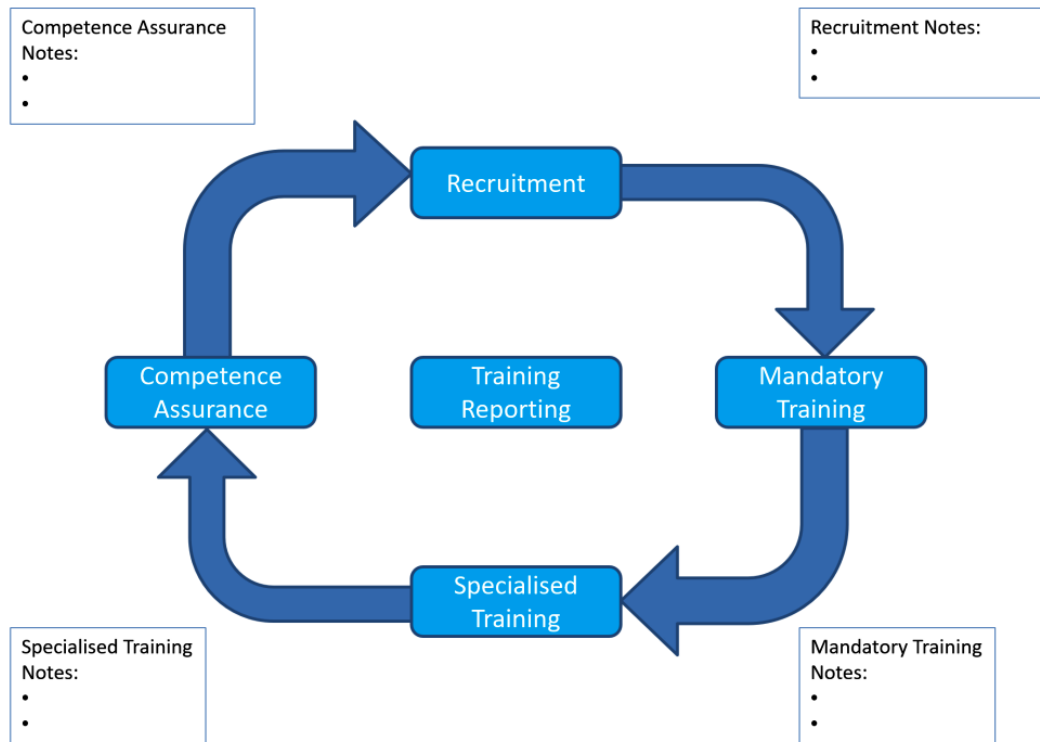 Competence Assurance
Notes:
•
•
Recruitment Notes:
•
•
Recruitment
Competence
Assurance
Training
Reporting
Mandatory
Training
Specialised
Training
Specialised Training
Notes:
•
•
Mandatory Training
Notes:
•
•